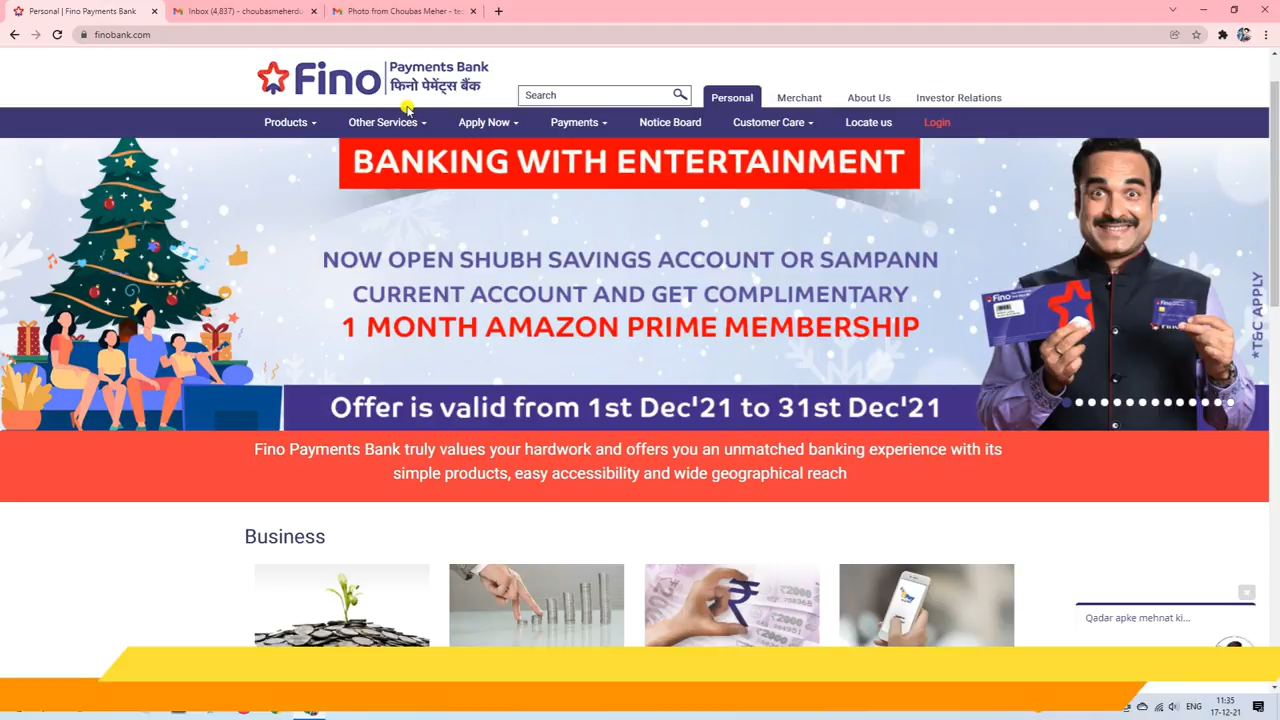 Personal | Fino Payments Bank
Inbox (4,837) - choubasmeherdu
Photo from Choubas Meher - tec
finobank.com
Fino
Payments Bank
फिनो पेमेंट्स बैंक
Search
Personal
Merchant
About Us
Investor Relations
Products
Other Services
Apply Now
Payments
Notice Board
Customer Care
Locate us
Login
BANKING WITH ENTERTAINMENT
NOW OPEN SHUBH SAVINGS ACCOUNT OR SAMPANN
CURRENT ACCOUNT AND GET COMPLIMENTARY
1 MONTH AMAZON PRIME MEMBERSHIP
Offer is valid from 1st Dec'21 to 31st Dec'21
*T&C APPLY
Fino
Fino Payments Bank truly values your hardwork and offers you an unmatched banking experience with its
simple products, easy accessibility and wide geographical reach
Business
₹2000
₹2000
Qadar apke mehnat ki...
ENG
11:35
17-12-21